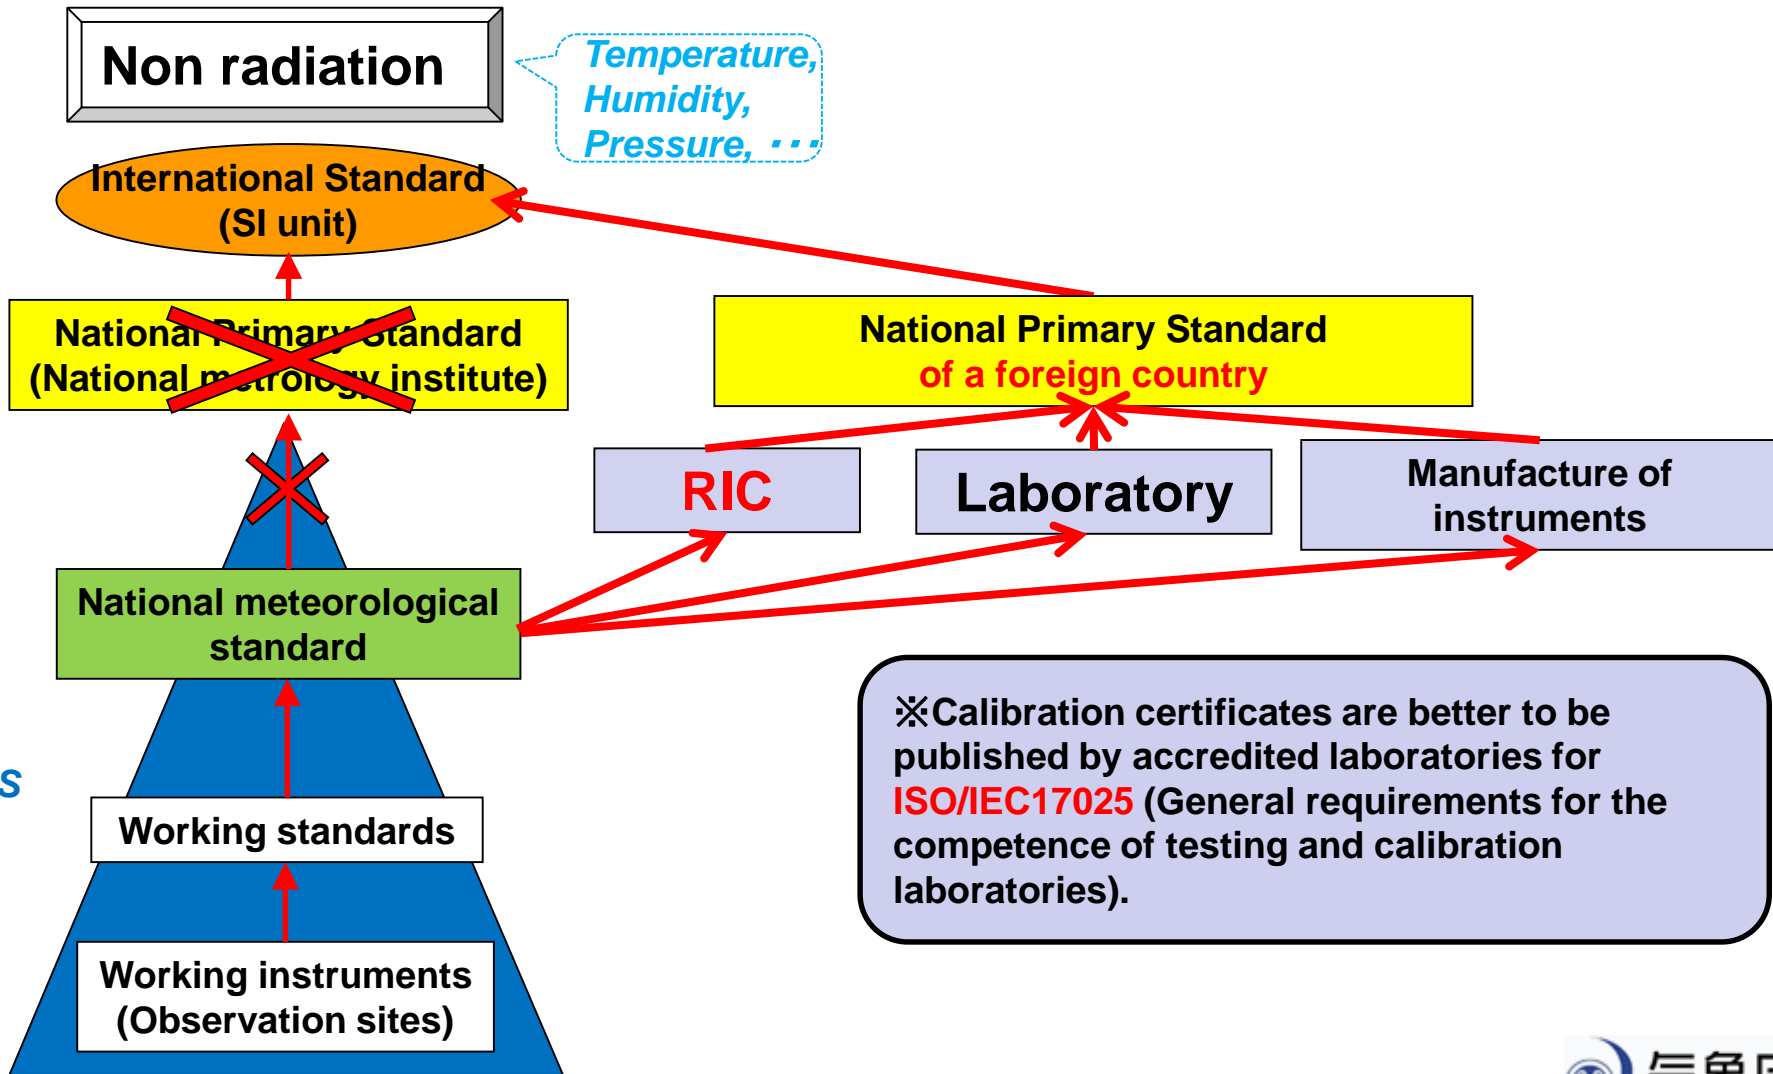 Non radiation
Temperature,
Humidity,
Pressure, ･･･
International Standard
(SI unit)
National Primary Standard
(National metrology institute)
National Primary Standard
of a foreign country
RIC
Laboratory
Manufacture of
instruments
National meteorological
standard
※Calibration certificates are better to be
published by accredited laboratories for
ISO/IEC17025 (General requirements for the
competence of testing and calibration
laboratories).
S
Working standards
Working instruments
(Observation sites)